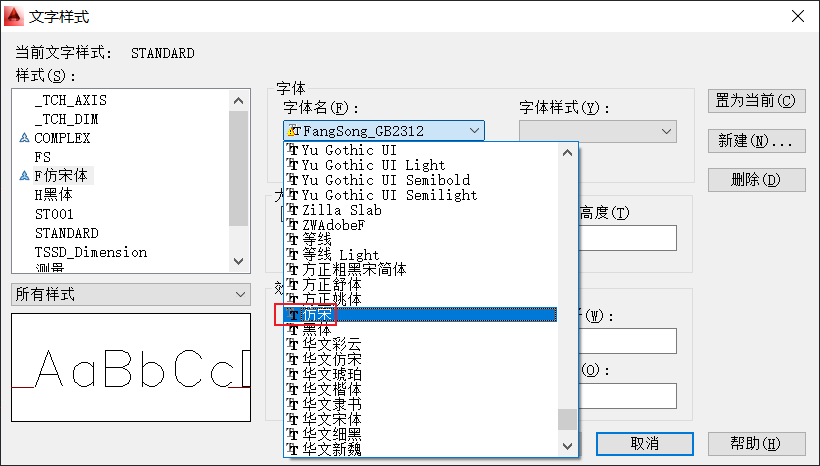 文字样式
当前文字样式: STANDARD
样式(S):
_TCH_AXIS
_TCH_DIM
COMPLEX
FS
F仿宋体
H黑体
ST001
STANDARD
TSSD_Dimension
测量
所有样式
AaBbCcD
字体
字体名(F):
FangSong_GB2312
字体样式(Y):
Yu Gothic UI
Yu Gothic UI Light
Yu Gothic UI Semibold
Yu Gothic UI Semilight
Zilla Slab
ZWAdobeF
等线
等线 Light
方正粗黑宋简体
方正舒体
方正姚体
仿宋
黑体
华文彩云
华文仿宋
华文琥珀
华文楷体
华文隶书
华文宋体
华文细黑
华文新魏
高度(T)
(W):
(O):
置为当前(C)
新建(N)...
删除(D)
取消
帮助(H)